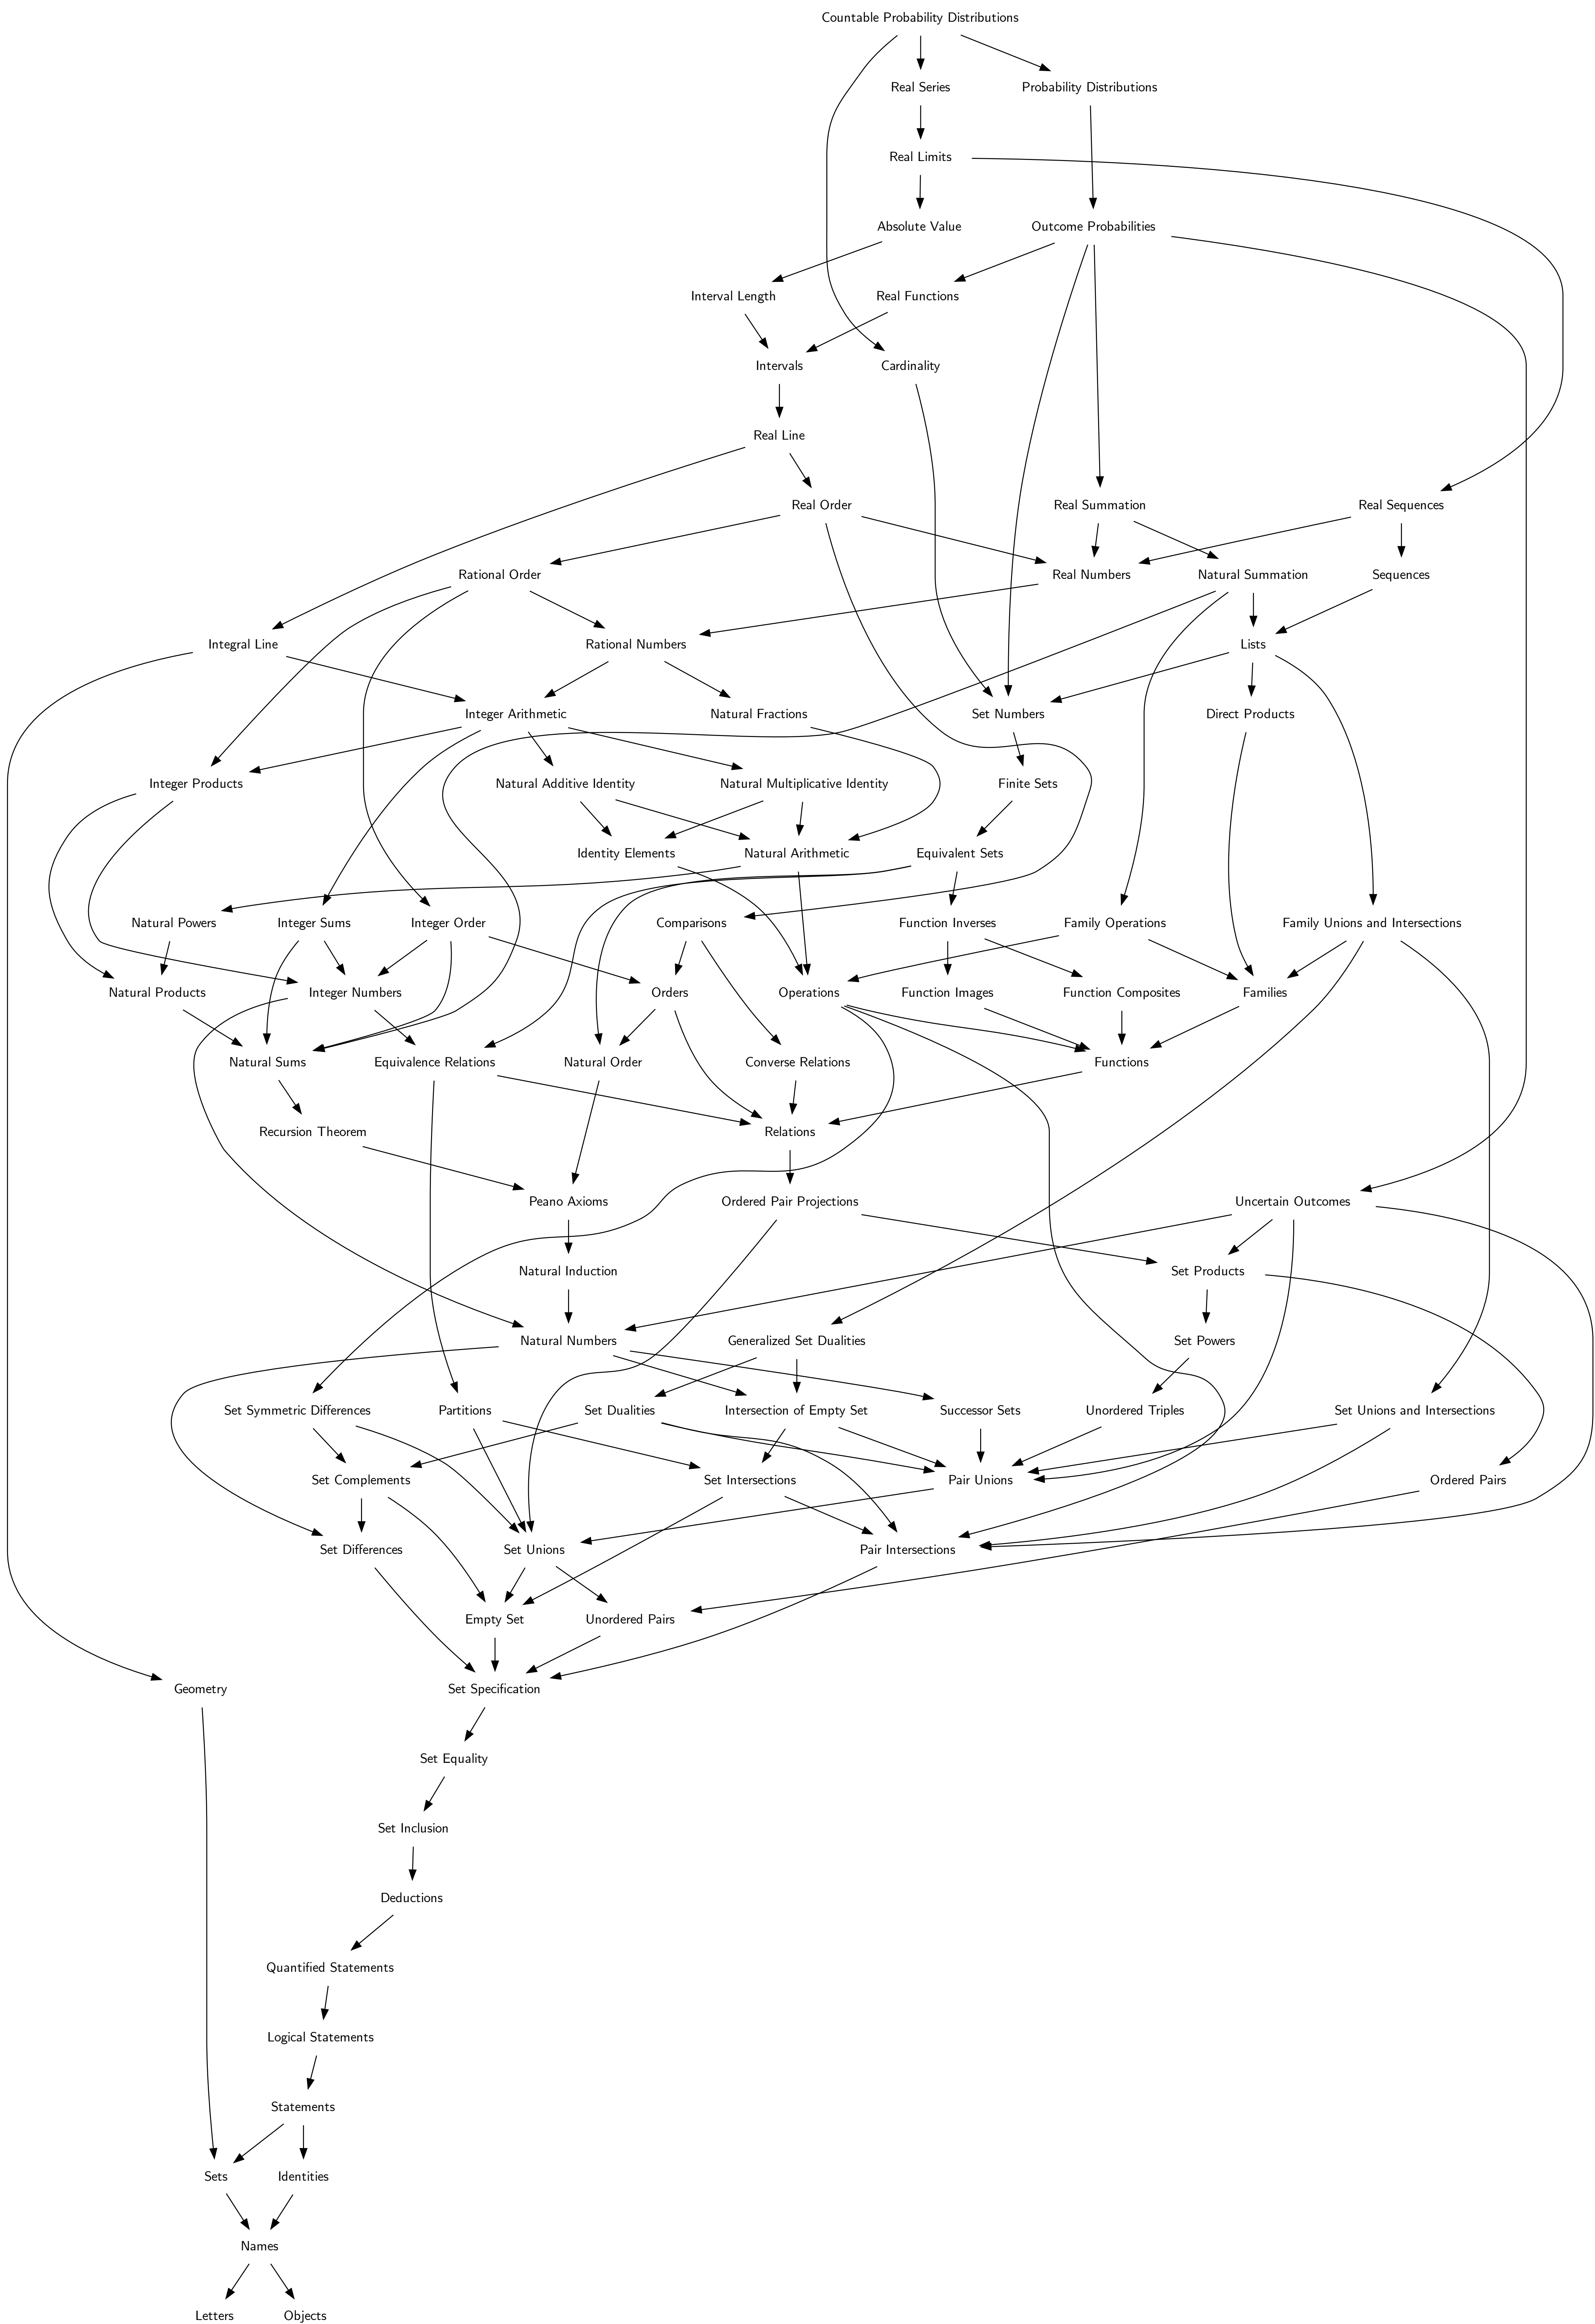 Countable Probability Distributions
Real Series
Probability Distributions
Real Limits
Absolute Value
Outcome Probabilities
Interval Length
Real Functions
Intervals
Cardinality
Real Line
Real Order
Real Summation
Real Sequences
Rational Order
Real Numbers
Natural Summation
Sequences
Integral Line
Rational Numbers
Lists
Integer Arithmetic
Natural Fractions
Set Numbers
Direct Products
Integer Products
Natural Additive Identity
Natural Multiplicative Identity
Finite Sets
Identity Elements
Natural Arithmetic
Equivalent Sets
Natural Powers
Integer Sums
Integer Order
Comparisons
Function Inverses
Family Operations
Family Unions and Intersections
Natural Products
Integer Numbers
Orders
Operations
Function Images
Function Composites
Families
Natural Sums
Equivalence Relations
Natural Order
Converse Relations
Functions
Recursion Theorem
Relations
Peano Axioms
Ordered Pair Projections
Uncertain Outcomes
Natural Induction
Set Products
Natural Numbers
Generalized Set Dualities
Set Powers
Set Symmetric Differences
Partitions
Set Dualities
Intersection of Empty Set
Successor Sets
Unordered Triples
Set Unions and Intersections
Set Complements
Set Intersections
Pair Unions
Ordered Pairs
Set Differences
Set Unions
Pair Intersections
Empty Set
Unordered Pairs
Geometry
Set Specification
Set Equality
Set Inclusion
Deductions
Quantified Statements
Logical Statements
Statements
Sets
Identities
Names
Letters
Objects